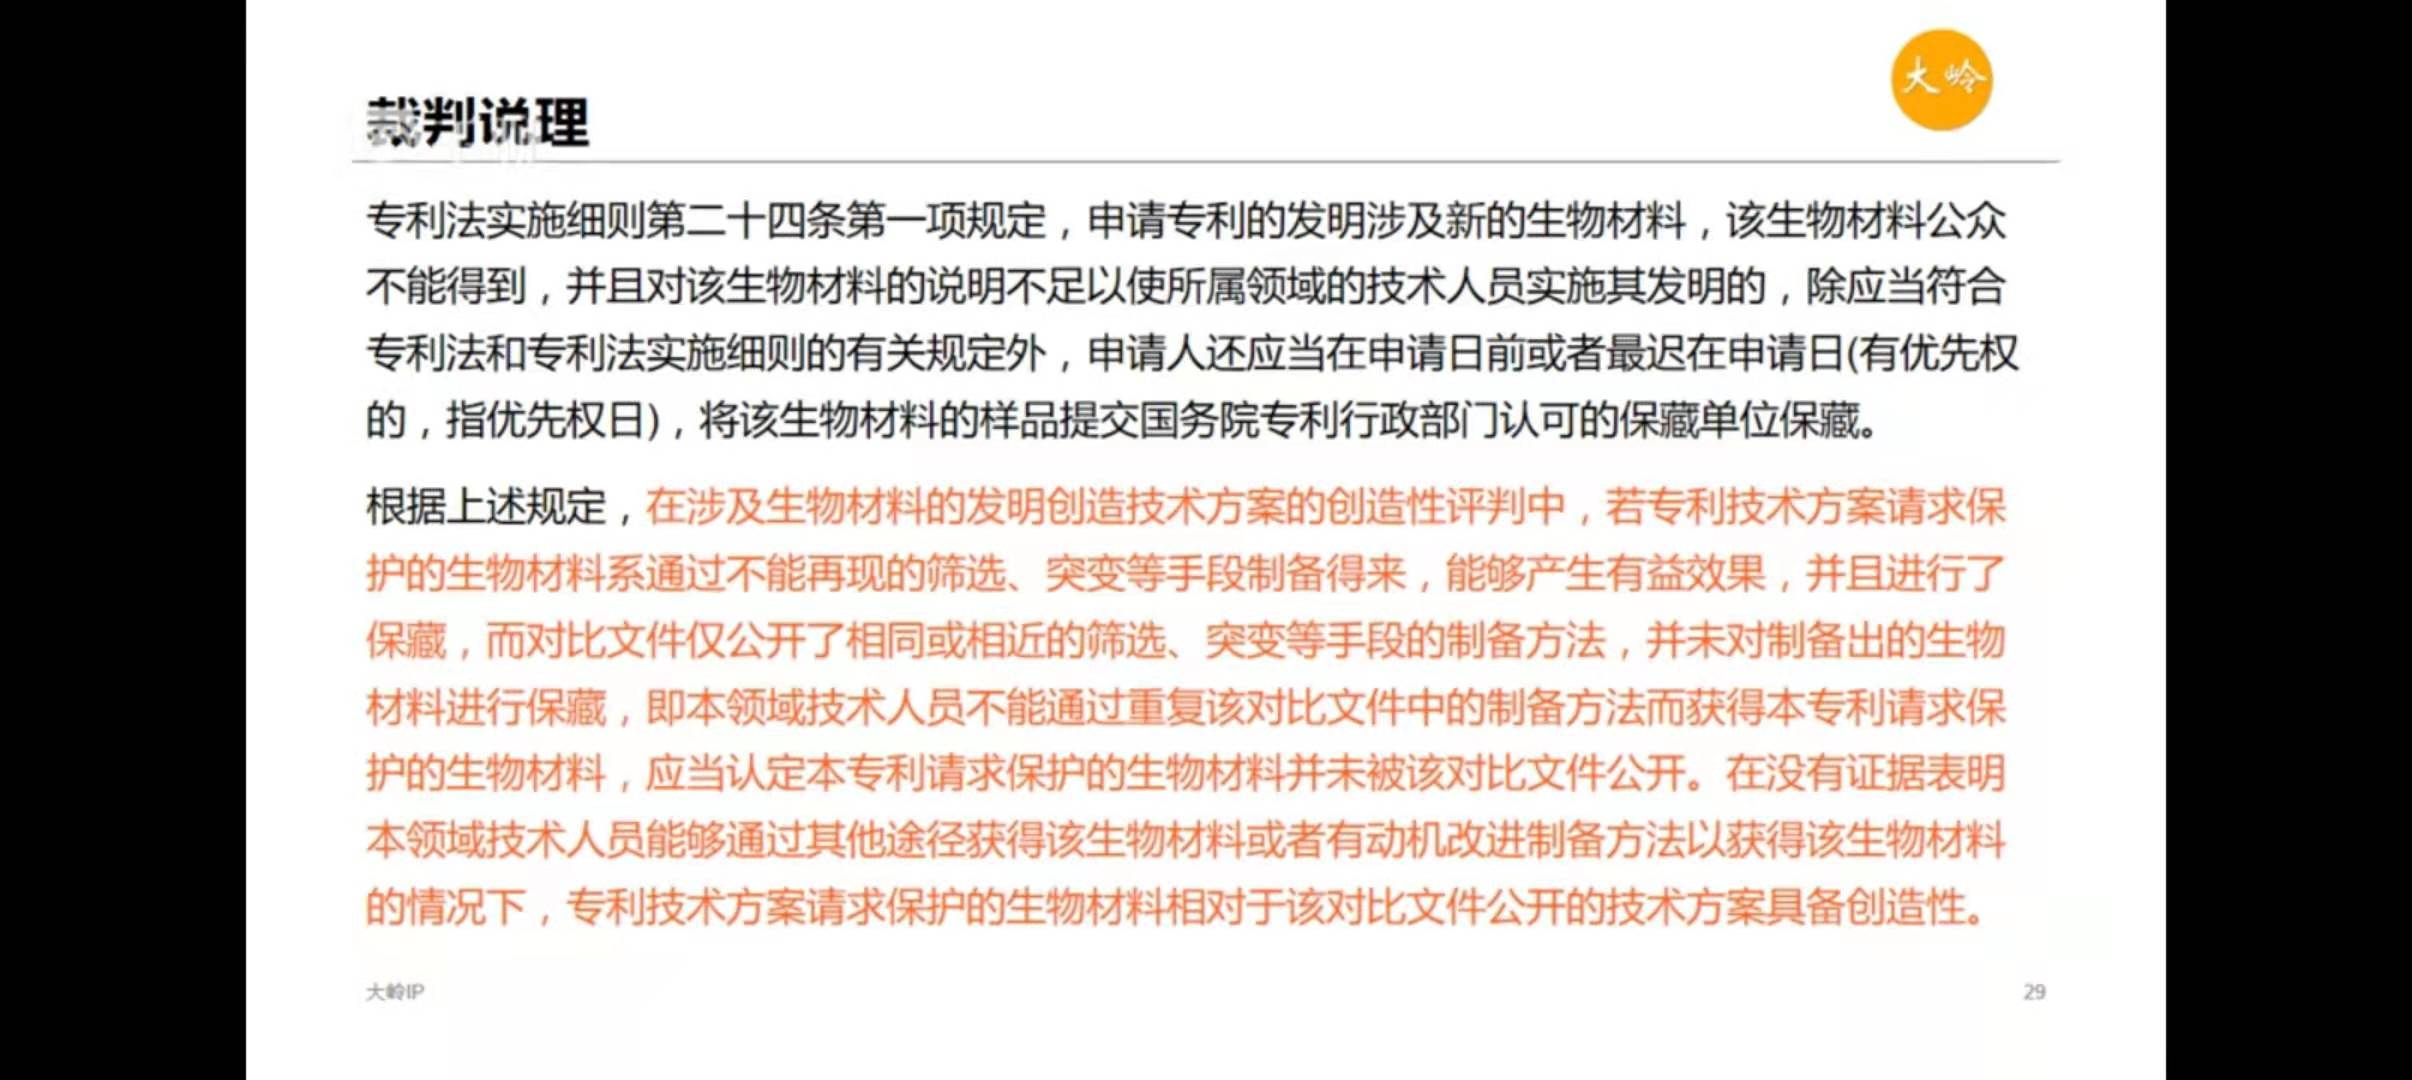 大岭
裁判说理
专利法实施细则第二十四条第一项规定，申请专利的发明涉及新的生物材料，该生物材料公众
不能得到，并且对该生物材料的说明不足以使所属领域的技术人员实施其发明的，除应当符合
专利法和专利法实施细则的有关规定外，申请人还应当在申请日前或者最迟在申请日(有优先权
的，指优先权日)，将该生物材料的样品提交国务院专利行政部门认可的保藏单位保藏。
根据上述规定，在涉及生物材料的发明创造技术方案的创造性评判中，若专利技术方案请求保
护的生物材料系通过不能再现的筛选、突变等手段制备得来，能够产生有益效果，并且进行了
保藏，而对比文件仅公开了相同或相近的筛选、突变等手段的制备方法，并未对制备出的生物
材料进行保藏，即本领域技术人员不能通过重复该对比文件中的制备方法而获得本专利请求保
护的生物材料，应当认定本专利请求保护的生物材料并未被该对比文件公开。在没有证据表明
本领域技术人员能够通过其他途径获得该生物材料或者有动机改进制备方法以获得该生物材料
的情况下，专利技术方案请求保护的生物材料相对于该对比文件公开的技术方案具备创造性。
大岭IP
29